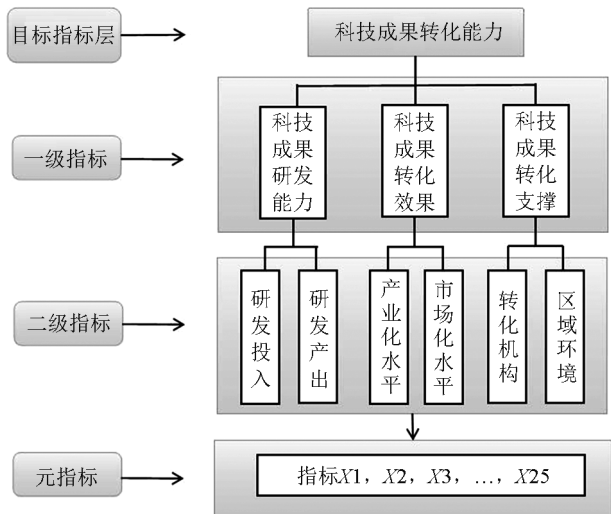 目标指标层
科技成果转化能力
一级指标
科技
成果
研发
能力
科技
成果
转化
效果
科技
成果
转化
支撑
二级指标
研发投入
研发产出
产业化水平
市场化水平
转化机构
区域环境
元指标
指标X1，X2，X3，…，X25